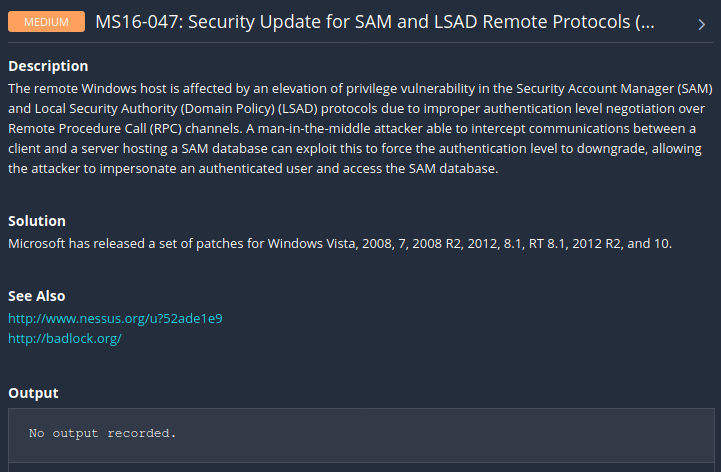 MEDIUM MS16-047: Security Update for SAM and LSAD Remote Protocols (...
Description
The remote Windows host is affected by an elevation of privilege vulnerability in the Security Account Manager (SAM)
and Local Security Authority (Domain Policy) (LSAD) protocols due to improper authentication level negotiation over
Remote Procedure Call (RPC) channels. A man-in-the-middle attacker able to intercept communications between a
client and a server hosting a SAM database can exploit this to force the authentication level to downgrade, allowing
the attacker to impersonate an authenticated user and access the SAM database.
Solution
Microsoft has released a set of patches for Windows Vista, 2008, 7, 2008 R2, 2012, 8.1, RT 8.1, 2012 R2, and 10.
See Also
http://www.nessus.org/u?52ade1e9
http://badlock.org/
Output
No output recorded.